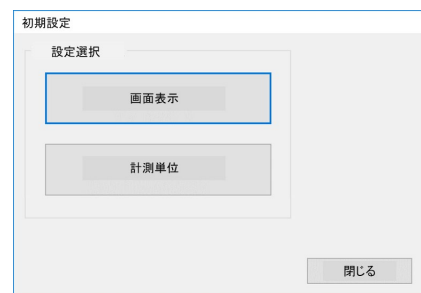 初期設定
設定選択
画面表示
計測単位
閉じる